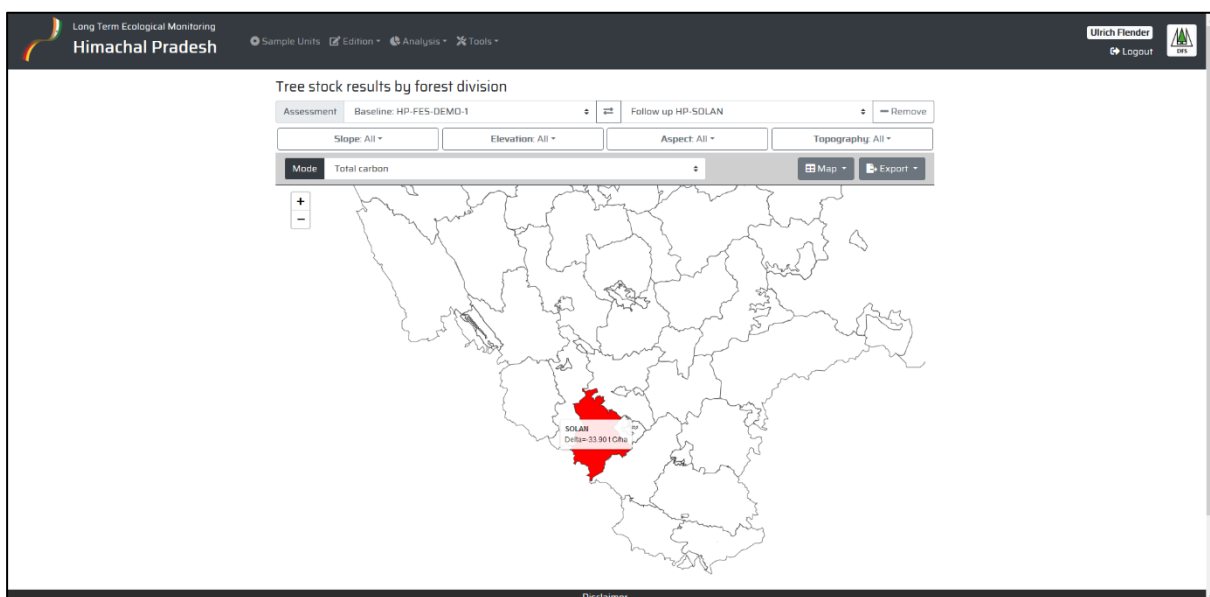 Long Term Ecological Monitoring
Himachal Pradesh
Sample Units Edition Analysis Tools
Ulrich Flender
Logout
DFS
Tree stock results by forest division
Assessment Baseline: HP-FES-DEMO-1 Follow up HP-SOLAN Remove
Slope: All Elevation: All Aspect: All Topography: All
Mode Total carbon Map Export
+
−
SOLAN
Delta=-33.90 t C/ha
Disclaimer